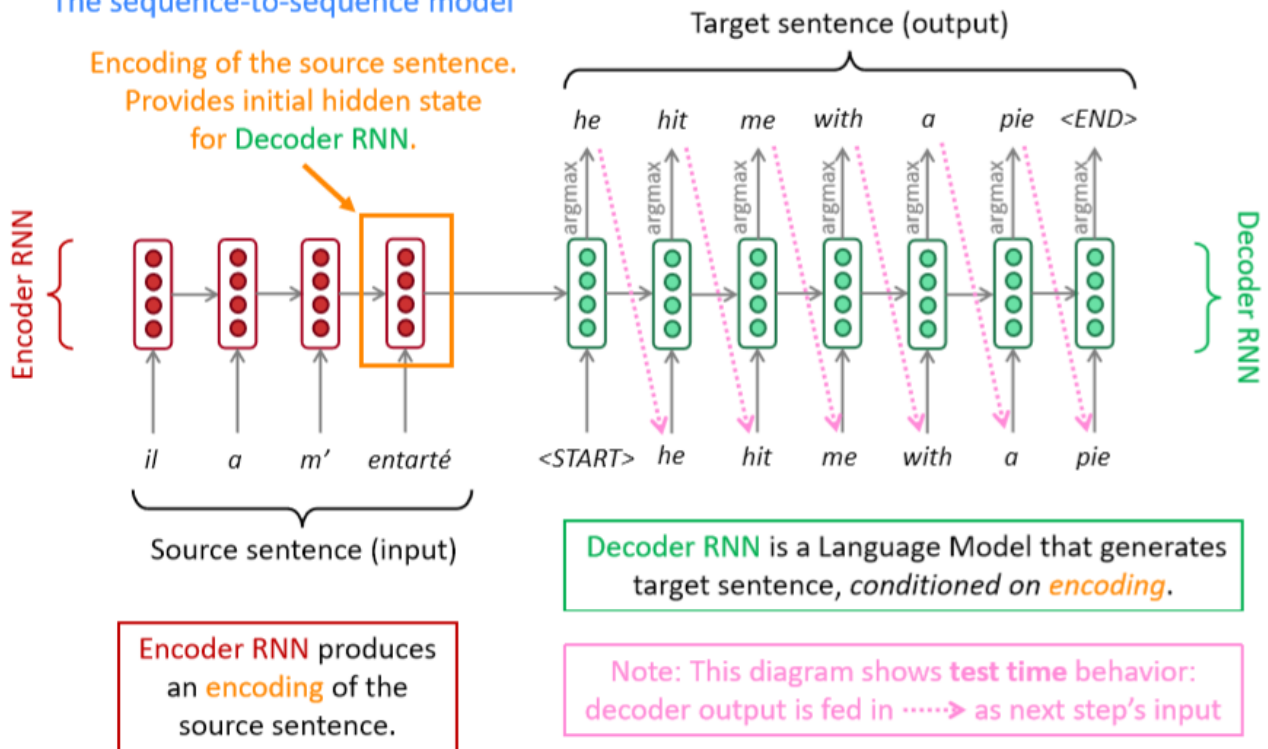 The sequence-to-sequence model
Target sentence (output)
Encoding of the source sentence.
Provides initial hidden state
for Decoder RNN.
he hit me with a pie <END>
argmax argmax argmax argmax argmax argmax argmax
Encoder RNN
Decoder RNN
il a m’ entarté
<START> he hit me with a pie
Source sentence (input)
Decoder RNN is a Language Model that generates
target sentence, conditioned on encoding.
Encoder RNN produces
an encoding of the
source sentence.
Note: This diagram shows test time behavior:
decoder output is fed in ······> as next step’s input